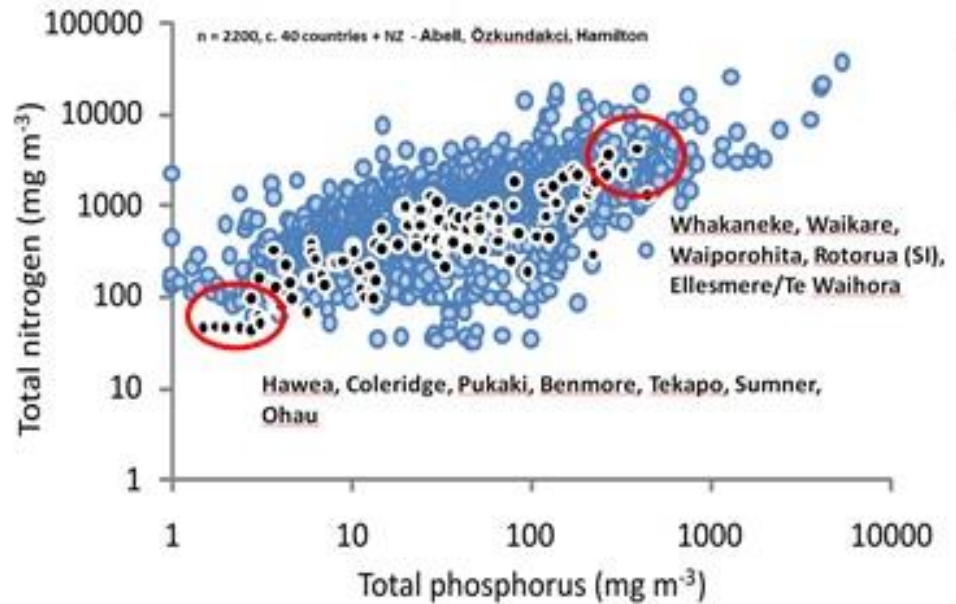 n = 2200, c. 40 countries + NZ - Abell, Özkundakci, Hamilton
Total nitrogen (mg m-3)
100000
10000
1000
100
10
1
Whakaneke, Waikare,
Waiporohita, Rotorua (SI),
Ellesmere/Te Waihora
Hawea, Coleridge, Pukaki, Benmore, Tekapo, Sumner,
Ohau
1 10 100 1000 10000
Total phosphorus (mg m-3)